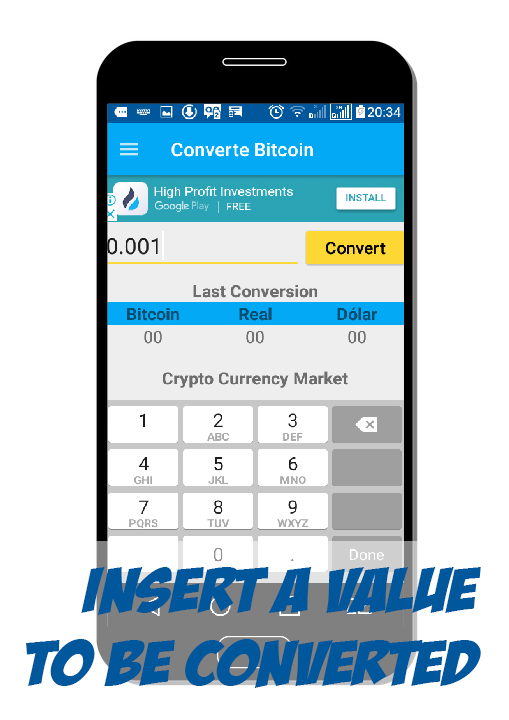 20:34
Converte Bitcoin
High Profit Investments
Google Play | FREE
INSTALL
0.001
Convert
Last Conversion
Bitcoin Real Dólar
00 00 00
Crypto Currency Market
1 2 3
ABC DEF
4 5 6
GHI JKL MNO
7 8 9
PQRS TUV WXYZ
0 . Done
INSERT A VALUE
TO BE CONVERTED